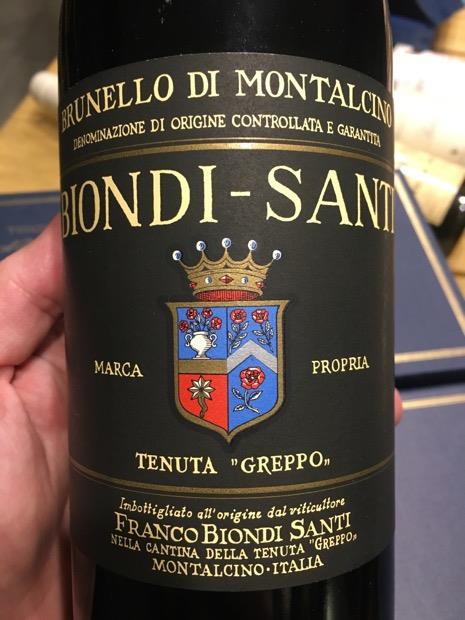 BRUNELLO DI MONTALCINO
DENOMINAZIONE DI ORIGINE CONTROLLATA E GARANTITA
BIONDI-SANTI
MARCA PROPRIA
TENUTA "GREPPO„
Imbottigliato all'origine dal viticultore
FRANCO BIONDI SANTI
NELLA CANTINA DELLA TENUTA "GREPPO„
MONTALCINO·ITALIA